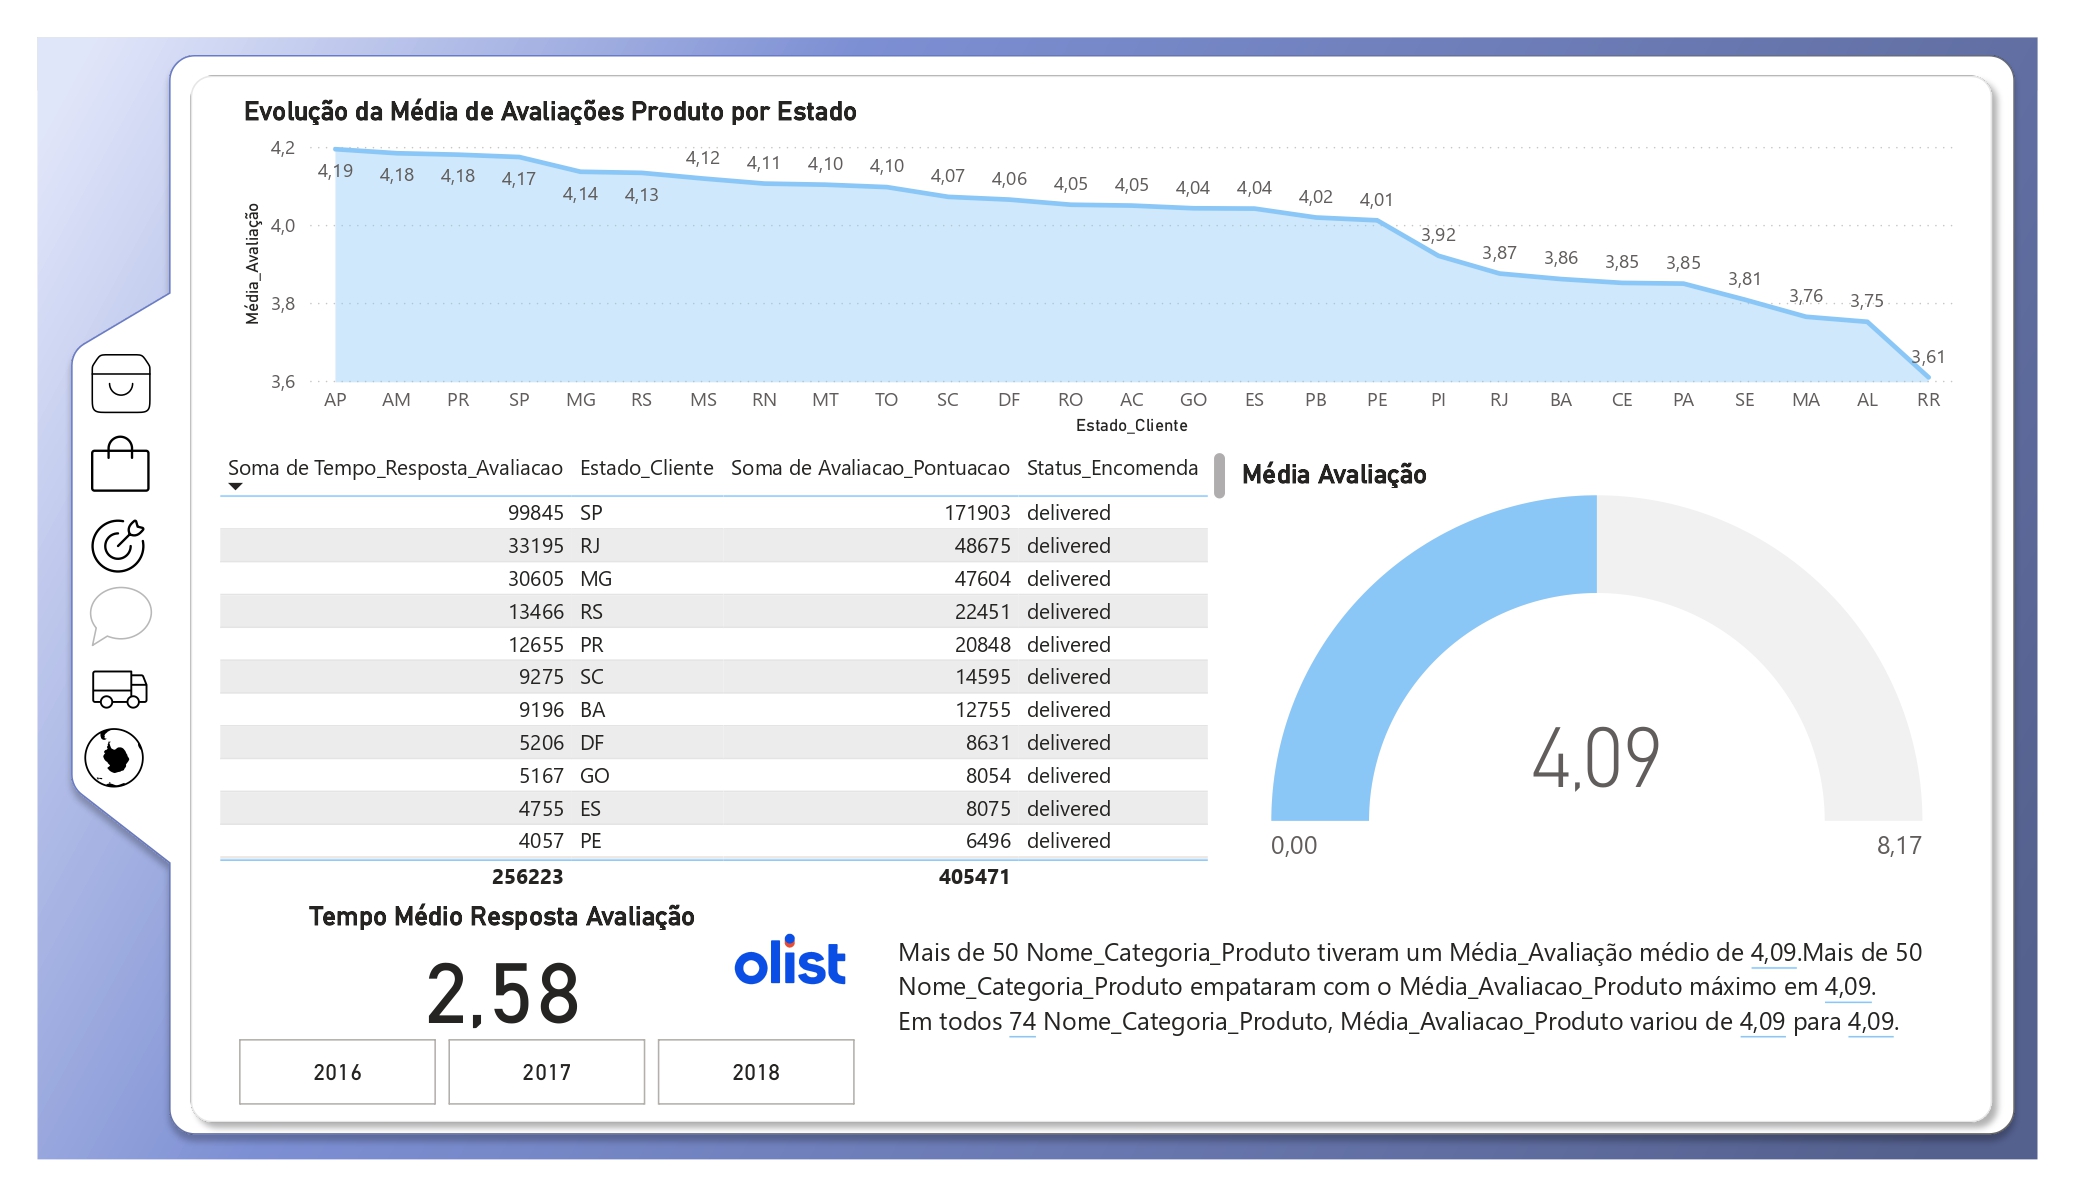 Evolução da Média de Avaliações Produto por Estado
4,2
4,0
3,8
3,6
Média_Avaliação
4,19 4,18 4,18 4,17 4,14 4,13 4,12 4,11 4,10 4,10 4,07 4,06 4,05 4,05 4,04 4,04 4,02 4,01 3,92 3,87 3,86 3,85 3,85 3,81 3,76 3,75 3,61
AP AM PR SP MG RS MS RN MT TO SC DF RO AC GO ES PB PE PI RJ BA CE PA SE MA AL RR
Estado_Cliente
Soma de Tempo_Resposta_Avaliacao Estado_Cliente Soma de Avaliacao_Pontuacao Status_Encomenda
99845 SP 171903 delivered
33195 RJ 48675 delivered
30605 MG 47604 delivered
13466 RS 22451 delivered
12655 PR 20848 delivered
9275 SC 14595 delivered
9196 BA 12755 delivered
5206 DF 8631 delivered
5167 GO 8054 delivered
4755 ES 8075 delivered
4057 PE 6496 delivered
256223 405471
Média Avaliação
4,09
0,00 8,17
Tempo Médio Resposta Avaliação
2,58
olist
2016 2017 2018
Mais de 50 Nome_Categoria_Produto tiveram um Média_Avaliação médio de 4,09.Mais de 50
Nome_Categoria_Produto empataram com o Média_Avaliacao_Produto máximo em 4,09.
Em todos 74 Nome_Categoria_Produto, Média_Avaliacao_Produto variou de 4,09 para 4,09.